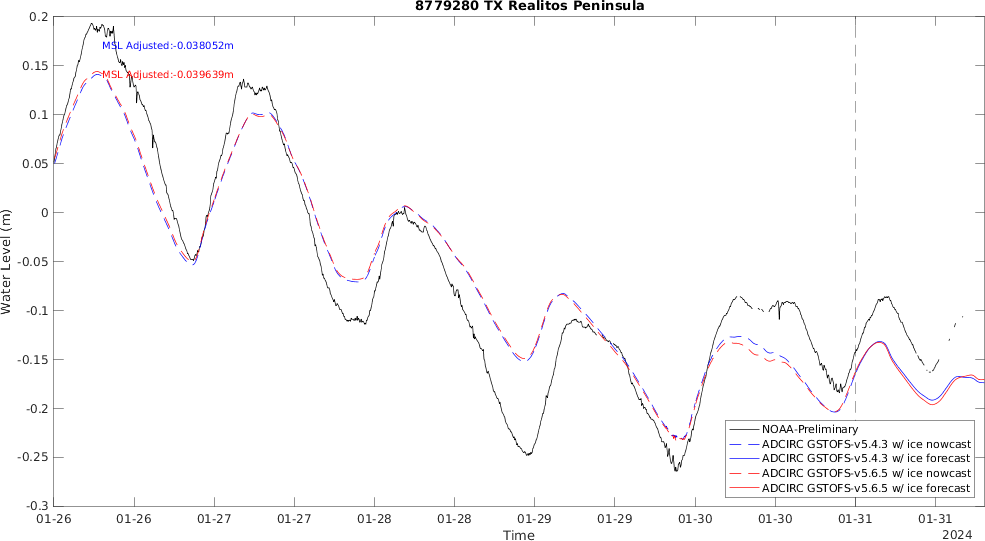 8779280 TX Realitos Peninsula
0.2
0.15
0.1
0.05
0
-0.05
-0.1
-0.15
-0.2
-0.25
-0.3
Water Level (m)
MSL Adjusted:-0.038052m
MSL Adjusted:-0.039639m
NOAA-Preliminary
ADCIRC GSTOFS-v5.4.3 w/ ice nowcast
ADCIRC GSTOFS-v5.4.3 w/ ice forecast
ADCIRC GSTOFS-v5.6.5 w/ ice nowcast
ADCIRC GSTOFS-v5.6.5 w/ ice forecast
01-26 01-26 01-27 01-27 01-28 01-28 01-29 01-29 01-30 01-30 01-31 01-31
Time
2024